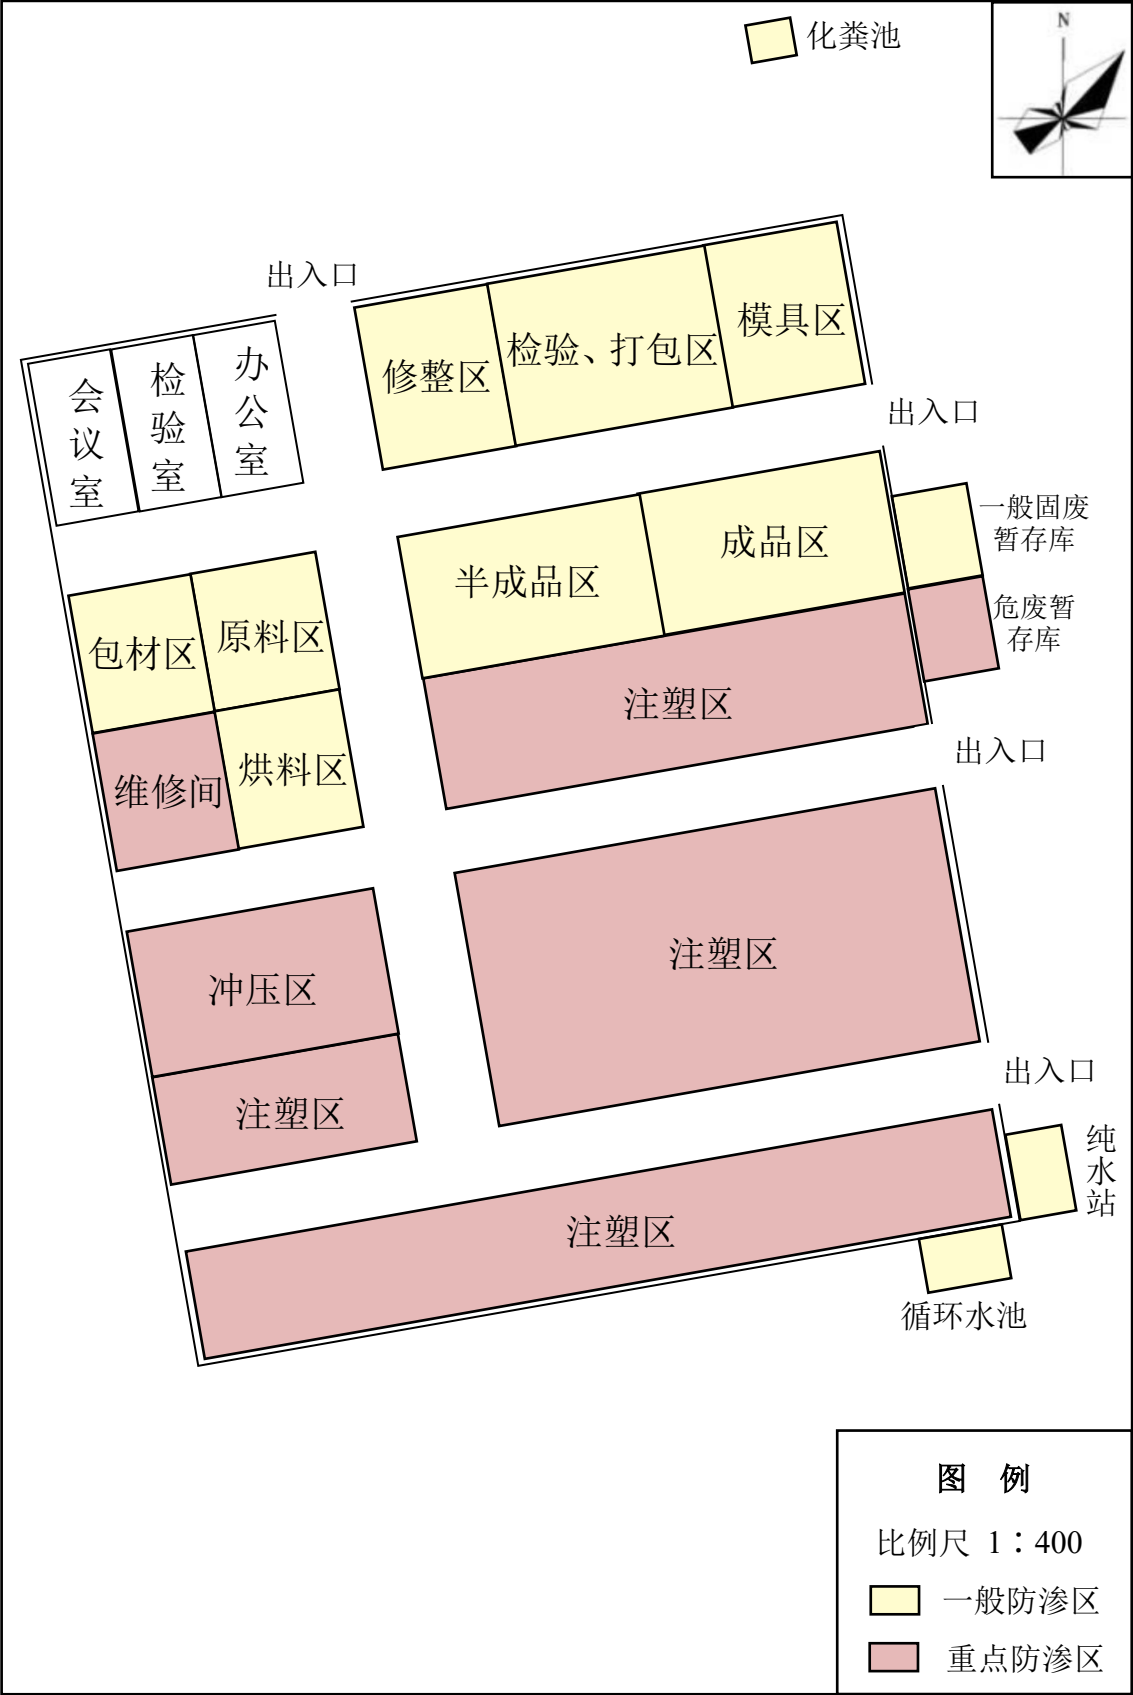 化粪池
N
出入口
修整区
检验、打包区
模具区
会议室
检验室
办公室
出入口
半成品区
成品区
一般固废
暂存库
危废暂
存库
包材区
原料区
注塑区
维修间
烘料区
出入口
冲压区
注塑区
注塑区
出入口
注塑区
纯水站
循环水池
图 例
比例尺 1：400
一般防渗区
重点防渗区